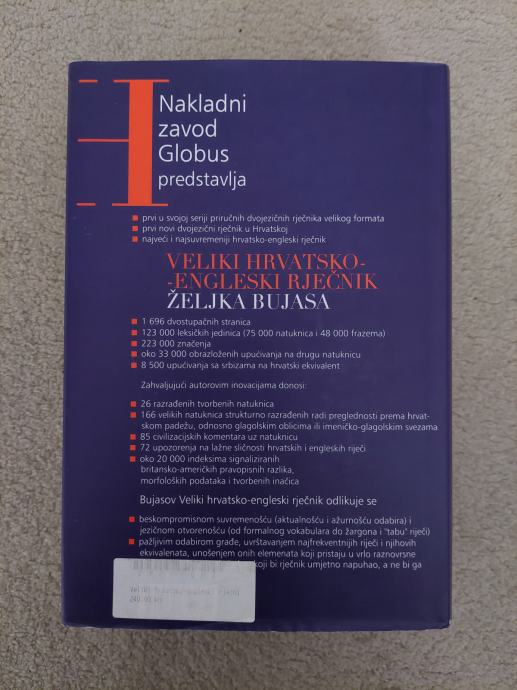 Nakladni
zavod
Globus
predstavlja
prvi u svojoj seriji priručnih dvojezičnih rječnika velikog formata
prvi novi dvojezični rječnik u Hrvatskoj
najveći i najsuvremeniji hrvatsko-engleski rječnik
VELIKI HRVATSKO-
-ENGLESKI RJEČNIK
ŽELJKA BUJASA
1 696 dvostupačnih stranica
123 000 leksičkih jedinica (75 000 natuknica i 48 000 frazema)
223 000 značenja
oko 33 000 obrazloženih upućivanja na drugu natuknicu
8 500 upućivanja sa srbizama na hrvatski ekvivalent
Zahvaljujući autorovim inovacijama donosi:
26 razrađenih tvorbenih natuknica
166 velikih natuknica strukturno razrađenih radi preglednosti prema hrvat-
skom padežu, odnosno glagolskim oblicima ili imeničko-glagolskim svezama
85 civilizacijskih komentara uz natuknicu
72 upozorenja na lažne sličnosti hrvatskih i engleskih riječi
oko 20 000 indeksima signaliziranih
britansko-američkih pravopisnih razlika,
morfoloških podataka i tvorbenih inačica
Bujasov Veliki hrvatsko-engleski rječnik odlikuje se
beskompromisnom suvremenošću (aktualnošću i ažurnošću odabira) i
jezičnom otvorenošću (od formalnog vokabulara do žargona i "tabu" riječi)
pažljivim odabirom građe, uvrštavanjem najfrekventnijih riječi i njihovih
ekvivalenata, unošenjem onih elemenata koji pristaju u vrlo raznovrsne
koji bi rječnik umjetno napuhao, a ne bi ga
240,00 kn